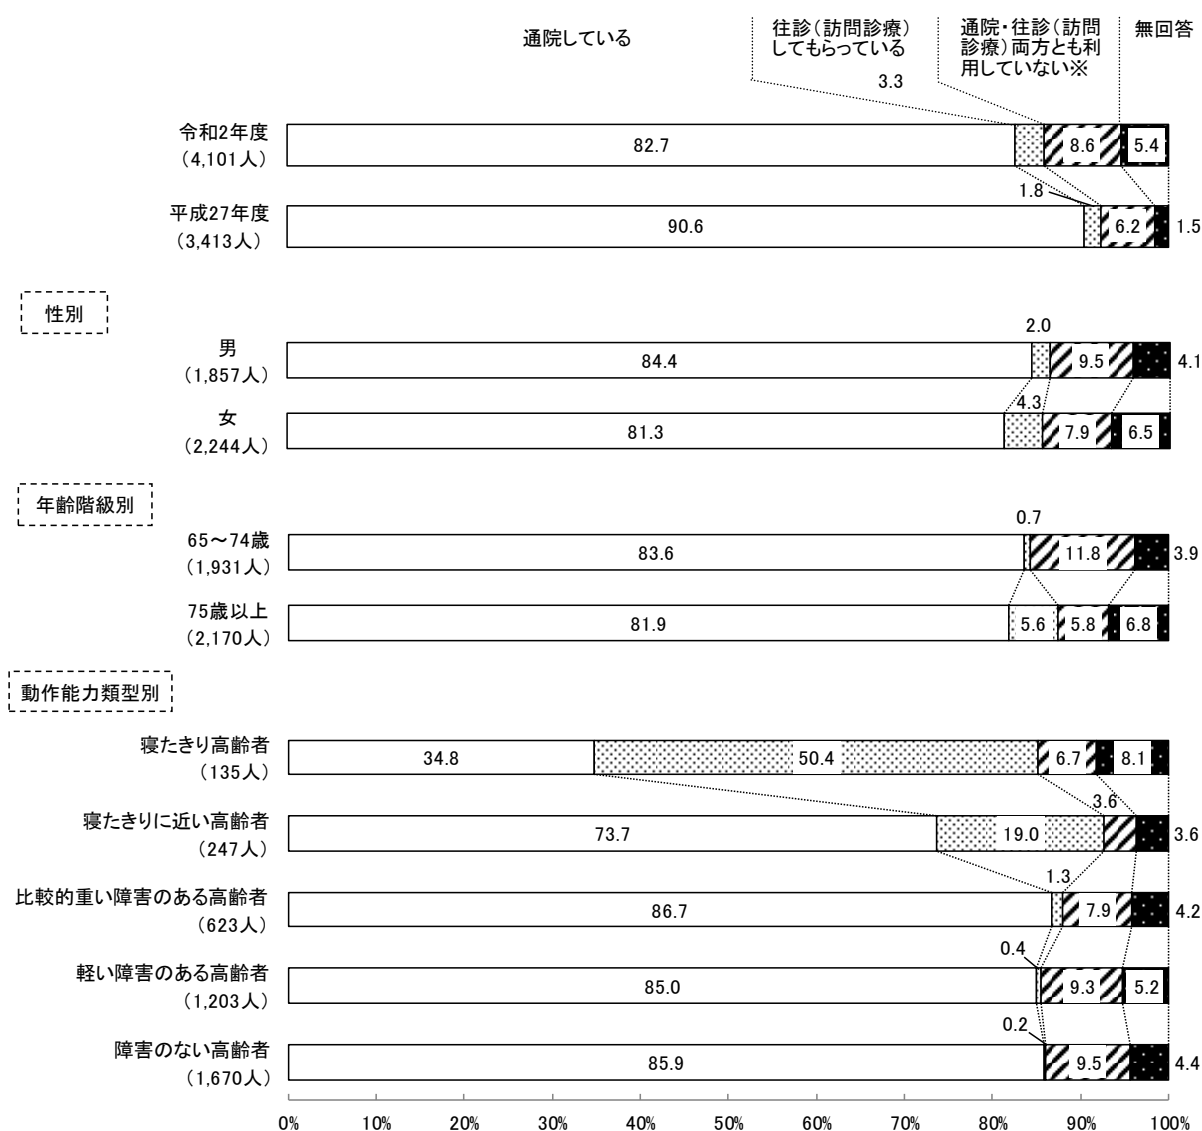 通院している
往診(訪問診療)
してもらっている
通院・往診(訪問
診療)両方とも利
用していない※
無回答
3.3
令和2年度
(4,101人)
82.7
8.6
5.4
1.8
平成27年度
(3,413人)
90.6
6.2
1.5
性別
2.0
男
(1,857人)
84.4
9.5
4.1
4.3
女
(2,244人)
81.3
7.9
6.5
年齢階級別
0.7
65～74歳
(1,931人)
83.6
11.8
3.9
75歳以上
(2,170人)
81.9
5.6
5.8
6.8
動作能力類型別
寝たきり高齢者
(135人)
34.8
50.4
6.7
8.1
3.6
寝たきりに近い高齢者
(247人)
73.7
19.0
3.6
1.3
比較的重い障害のある高齢者
(623人)
86.7
7.9
4.2
0.4
軽い障害のある高齢者
(1,203人)
85.0
9.3
5.2
0.2
障害のない高齢者
(1,670人)
85.9
9.5
4.4
0% 10% 20% 30% 40% 50% 60% 70% 80% 90% 100%